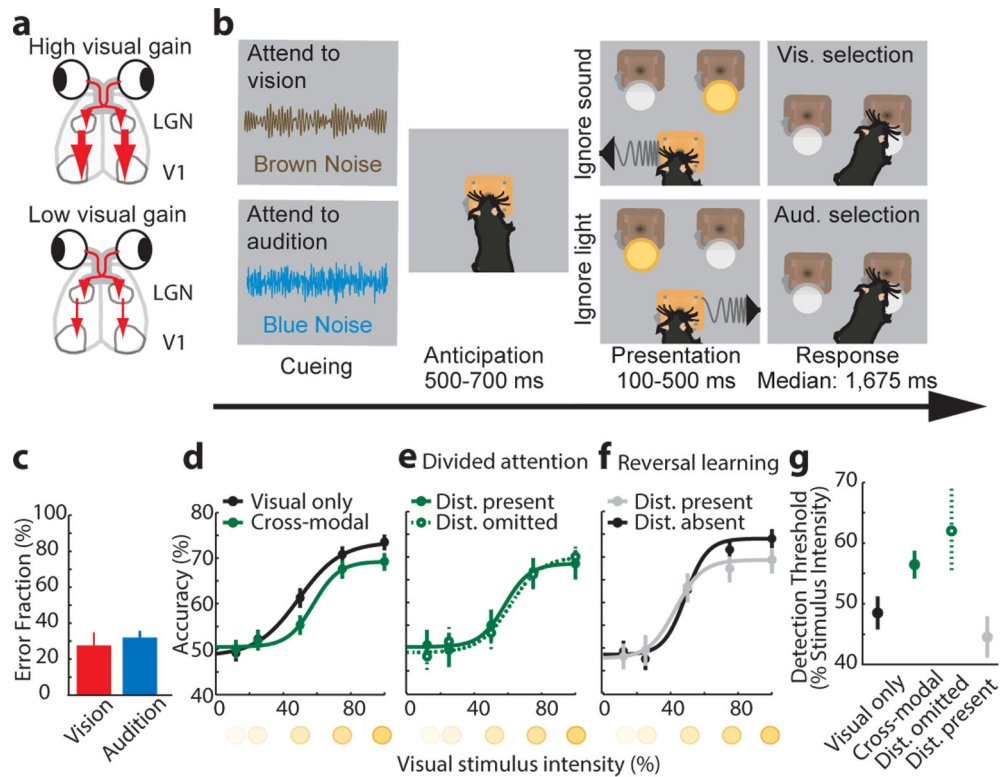 a
High visual gain
LGN
V1
Low visual gain
LGN
V1
b
Attend to
vision
Brown Noise
Attend to
audition
Blue Noise
Cueing
Anticipation
500-700 ms
Ignore sound
Ignore light
Presentation
100-500 ms
Vis. selection
Aud. selection
Response
Median: 1,675 ms
c
Error Fraction (%)
100
80
60
40
20
0
Vision
Audition
d
Visual only
Cross-modal
Accuracy (%)
80
70
60
50
40
0 40 80
e Divided attention
Dist. present
Dist. omitted
0 40 80
f Reversal learning
Dist. present
Dist. absent
0 40 80
Visual stimulus intensity (%)
g
Detection Threshold
(% Stimulus Intensity)
70
60
50
40
Visual only
Cross-modal
Dist. omitted
Dist. present